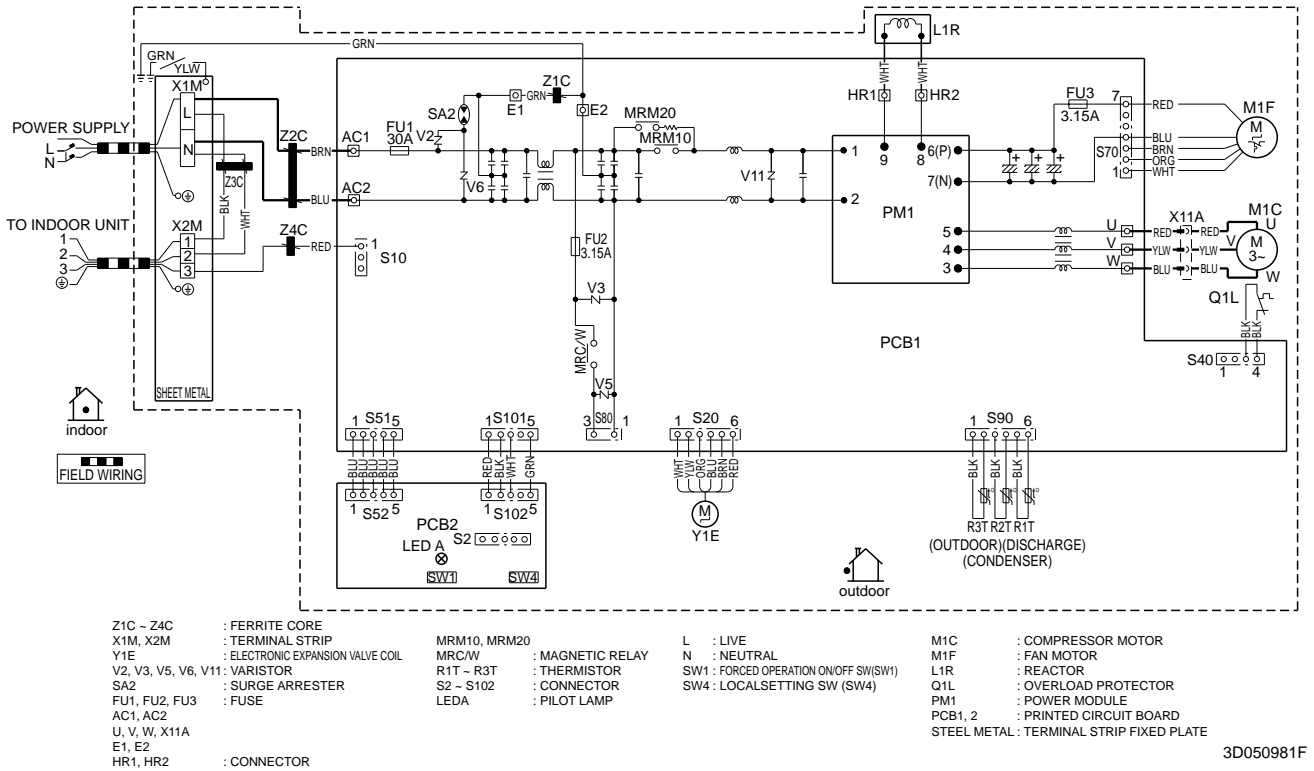 L1R
GRN
GRN
YLW
WHT
WHT
X1M
Z1C
HR1
HR2
FU3
3.15A
7
RED
M1F
M
SA2
E1
GRN
E2
MRM20
MRM10
POWER SUPPLY
L
N
L
N
Z2C
BRN
AC1
FU1
30A
V2
1
9
8
6(P)
BLU
BRN
ORG
WHT
S70
1
Z3C
BLU
AC2
V6
V11
2
7(N)
PM1
BLK
WHT
TO INDOOR UNIT
1
2
3
X2M
1
2
3
Z4C
RED
1
S10
FU2
3.15A
5
4
3
U
V
W
RED
YLW
BLU
X11A
RED
YLW
BLU
M1C
U
V
W
M
3~
V3
Q1L
MRC/W
PCB1
BLK
BLK
S40
1
4
SHEET METAL
V5
indoor
FIELD WIRING
1 S51 5
1 S101 5
3 S80 1
1 S20 6
1 S90 6
BLU
BLU
BLU
BLU
BLU
RED
BLK
WHT
GRN
WHT
YLW
ORG
BLU
BRN
RED
BLK
BLK
BLK
1 S52 5
1 S102 5
PCB2
S2
LED A
SW1
SW4
M
Y1E
t°
t°
t°
R3T R2T R1T
(OUTDOOR)(DISCHARGE)
(CONDENSER)
outdoor
Z1C ~ Z4C : FERRITE CORE
X1M, X2M : TERMINAL STRIP
Y1E : ELECTRONIC EXPANSION VALVE COIL
V2, V3, V5, V6, V11 : VARISTOR
SA2 : SURGE ARRESTER
FU1, FU2, FU3 : FUSE
AC1, AC2
U, V, W, X11A
E1, E2
HR1, HR2 : CONNECTOR
MRM10, MRM20
MRC/W : MAGNETIC RELAY
R1T ~ R3T : THERMISTOR
S2 ~ S102 : CONNECTOR
LEDA : PILOT LAMP
L : LIVE
N : NEUTRAL
SW1 : FORCED OPERATION ON/OFF SW(SW1)
SW4 : LOCALSETTING SW (SW4)
M1C : COMPRESSOR MOTOR
M1F : FAN MOTOR
L1R : REACTOR
Q1L : OVERLOAD PROTECTOR
PM1 : POWER MODULE
PCB1, 2 : PRINTED CIRCUIT BOARD
STEEL METAL : TERMINAL STRIP FIXED PLATE
3D050981F